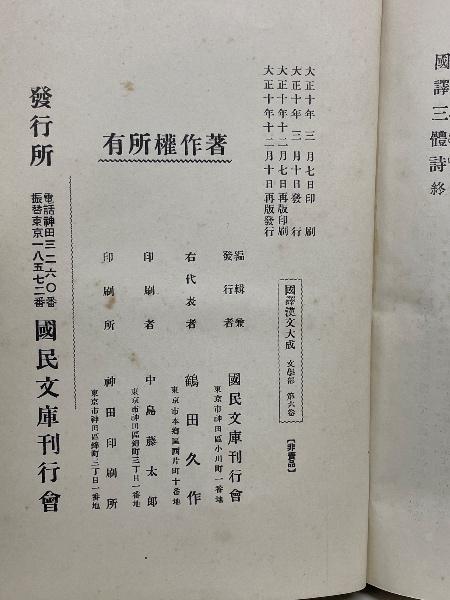 國譯三體詩 終
大正十年三月七日印刷
大正十年三月十日發行
大正十年十二月七日再版印刷
大正十年十二月十日再版發行
國譯漢文大成 文學部 第六卷
【非賣品】
著作權所有
編輯兼發行者 國民文庫刊行會
東京市神田區小川町一番地
右代表者 鶴田久作
東京市本鄉區西片町十番地
印刷者 中島藤太郎
東京市神田區錦町三丁目一番地
印刷所 神田印刷所
東京市神田區錦町三丁目一番地
發行所 國民文庫刊行會
電話神田三二六〇番
振替東京一八五七二番